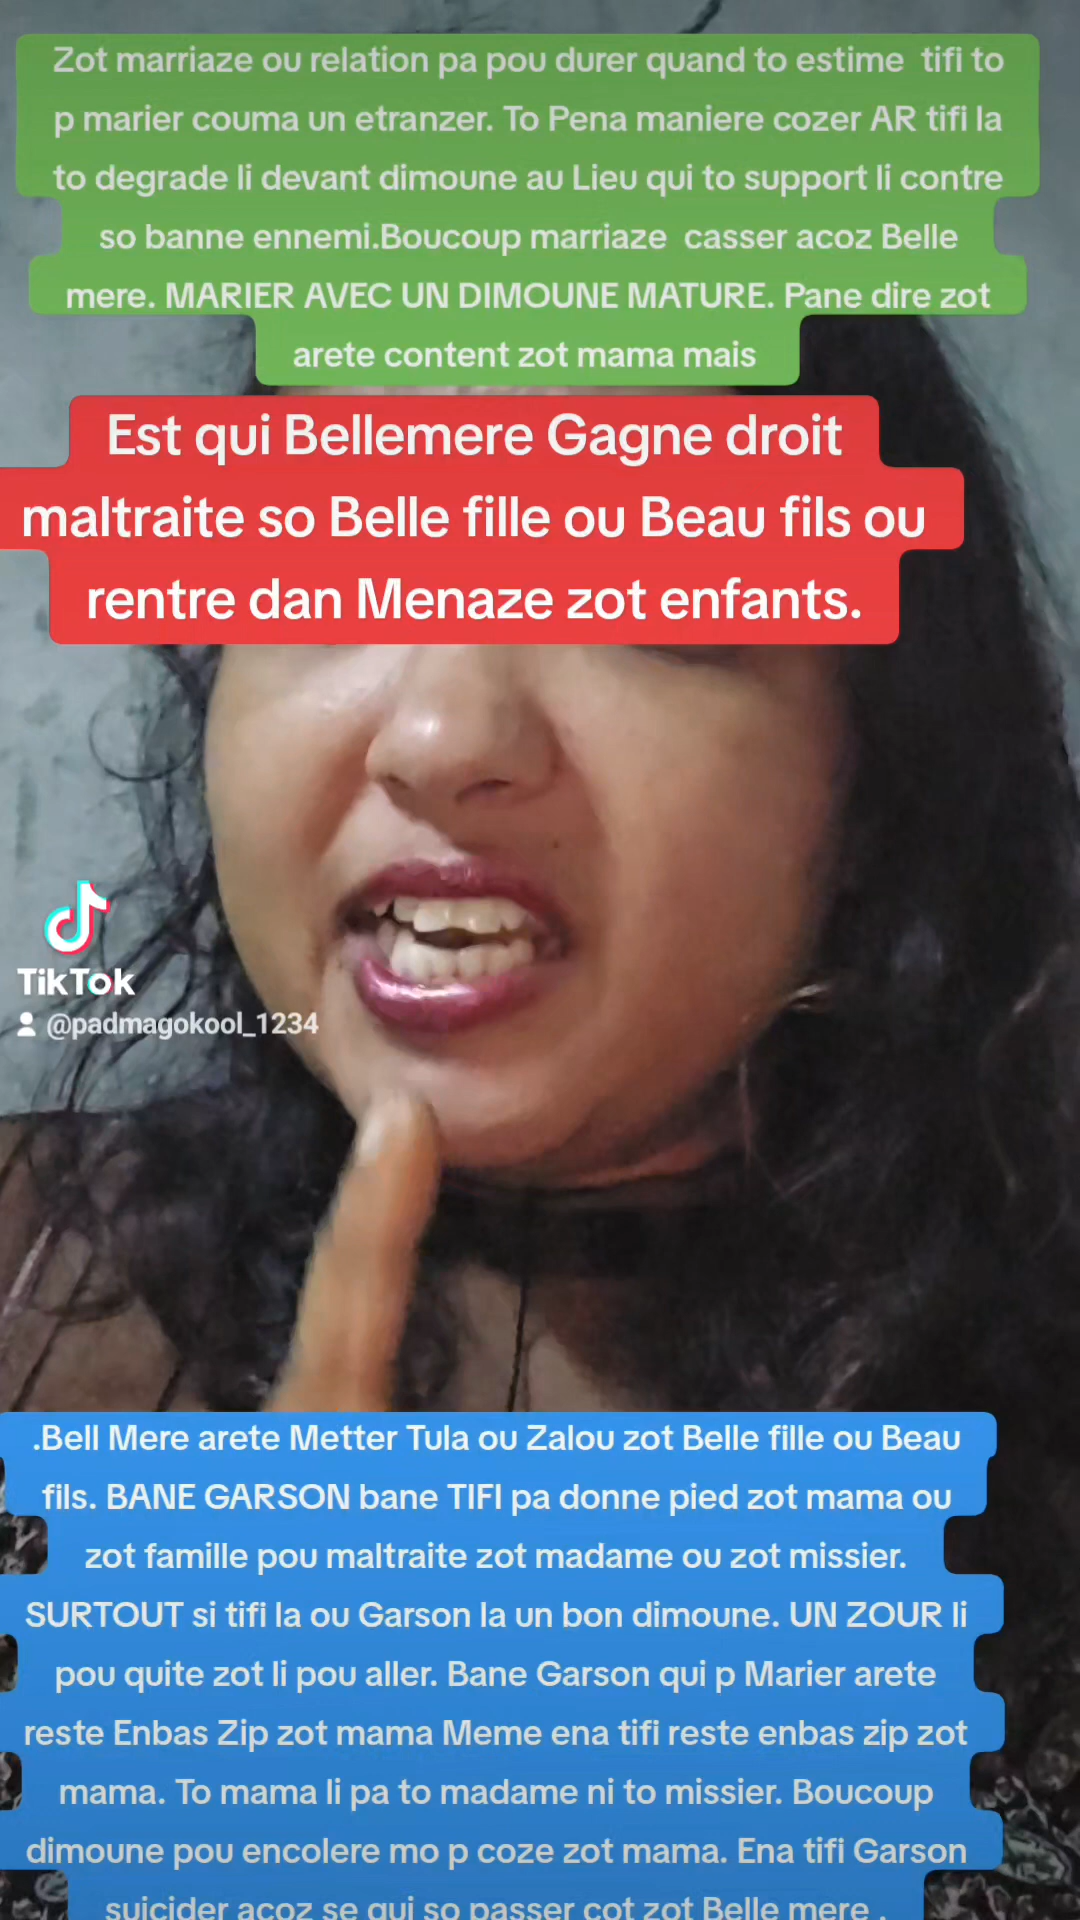 Zot marriaze ou relation pa pou durer quand to estime tifi to
p marier couma un etranzer. To Pena maniere cozer AR tifi la
to degrade li devant dimoune au Lieu qui to support li contre
so banne ennemi.Boucoup marriaze casser acoz Belle
mere. MARIER AVEC UN DIMOUNE MATURE. Pane dire zot
arete content zot mama mais
Est qui Bellemere Gagne droit
maltraite so Belle fille ou Beau fils ou
rentre dan Menaze zot enfants.
TikTok
@padmagokool_1234
.Bell Mere arete Metter Tula ou Zalou zot Belle fille ou Beau
fils. BANE GARSON bane TIFI pa donne pied zot mama ou
zot famille pou maltraite zot madame ou zot missier.
SURTOUT si tifi la ou Garson la un bon dimoune. UN ZOUR li
pou quite zot li pou aller. Bane Garson qui p Marier arete
reste Enbas Zip zot mama Meme ena tifi reste enbas zip zot
mama. To mama li pa to madame ni to missier. Boucoup
dimoune pou encolere mo p coze zot mama. Ena tifi Garson
suicider acoz se qui so passer cot zot Belle mere .